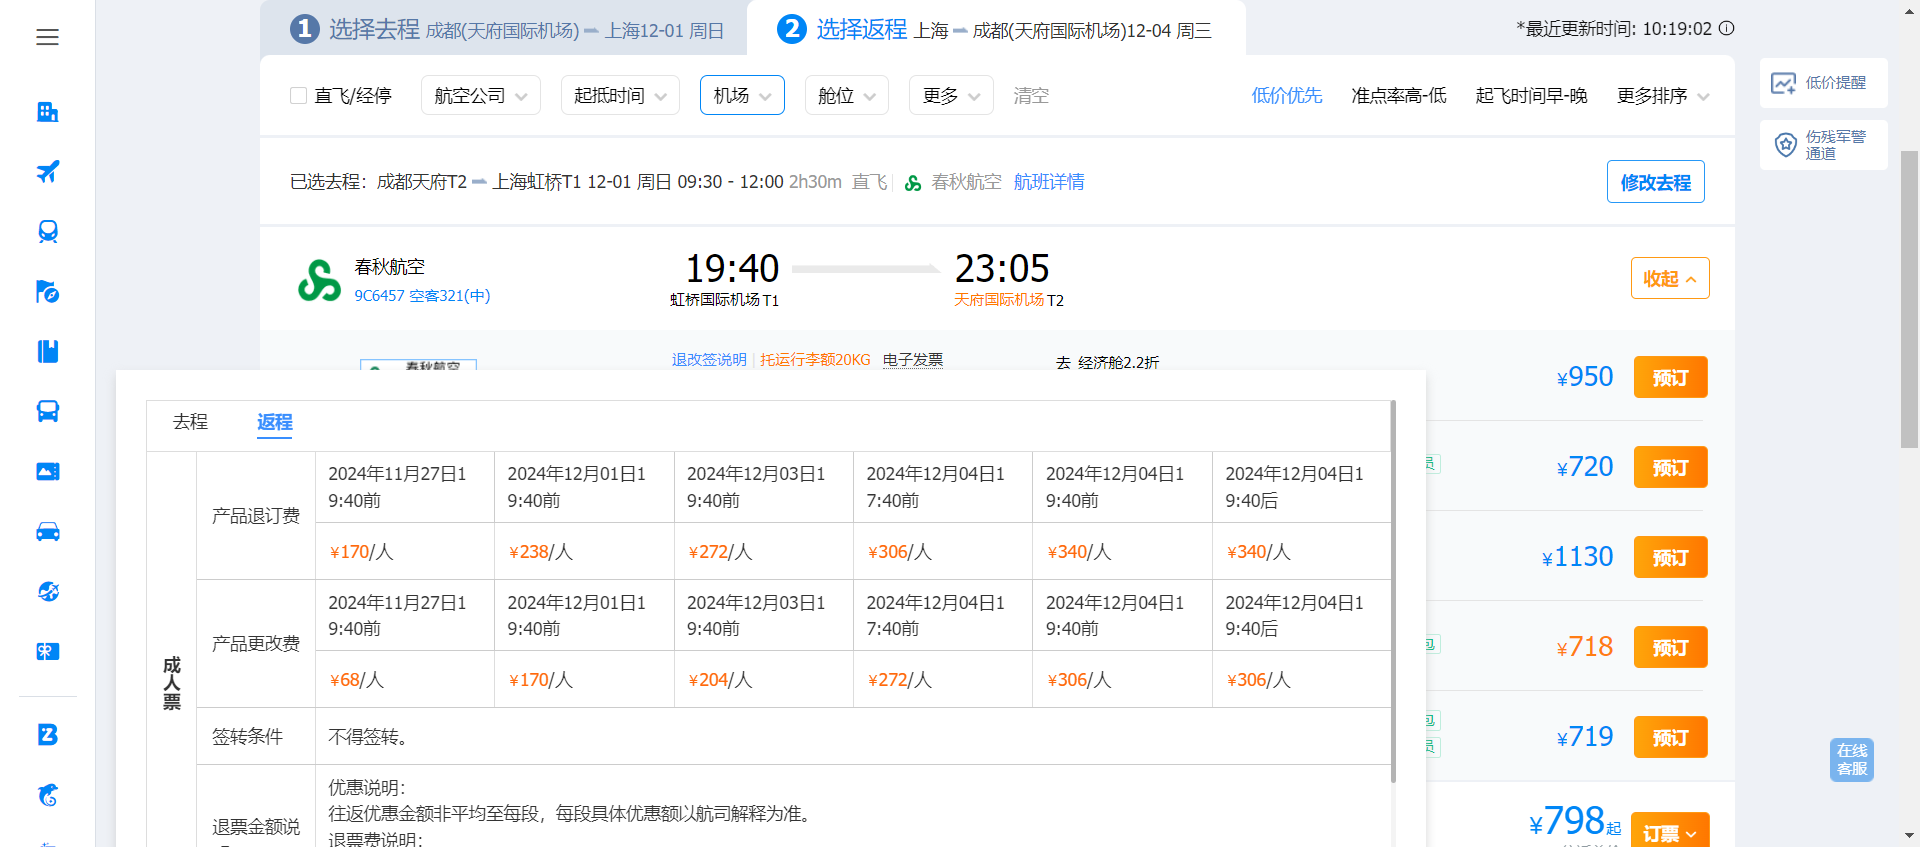 1 选择去程 成都(天府国际机场) 上海12-01 周日
2 选择返程 上海 成都(天府国际机场)12-04 周三
*最近更新时间: 10:19:02
直飞/经停
航空公司
起抵时间
机场
舱位
更多
清空
低价优先
准点率高-低
起飞时间早-晚
更多排序
低价提醒
伤残军警
通道
已选去程: 成都天府T2 上海虹桥T1 12-01 周日 09:30 - 12:00 2h30m 直飞 春秋航空 航班详情
修改去程
春秋航空
9C6457 空客321(中)
19:40
虹桥国际机场 T1
23:05
天府国际机场 T2
收起
春秋航空
退改签说明 托运行李额20KG 电子发票
去 经济舱2.2折
¥950 预订
员
¥720 预订
¥1130 预订
包
¥718 预订
包
员
¥719 预订
¥798起 订票
在线
客服
去程
返程
成人票
产品退订费
2024年11月27日19:40前
2024年12月01日19:40前
2024年12月03日19:40前
2024年12月04日17:40前
2024年12月04日19:40前
2024年12月04日19:40后
¥170/人
¥238/人
¥272/人
¥306/人
¥340/人
¥340/人
产品更改费
2024年11月27日19:40前
2024年12月01日19:40前
2024年12月03日19:40前
2024年12月04日17:40前
2024年12月04日19:40前
2024年12月04日19:40后
¥68/人
¥170/人
¥204/人
¥272/人
¥306/人
¥306/人
签转条件
不得签转。
退票金额说
优惠说明:
往返优惠金额非平均至每段，每段具体优惠额以航司解释为准。
退票费说明: